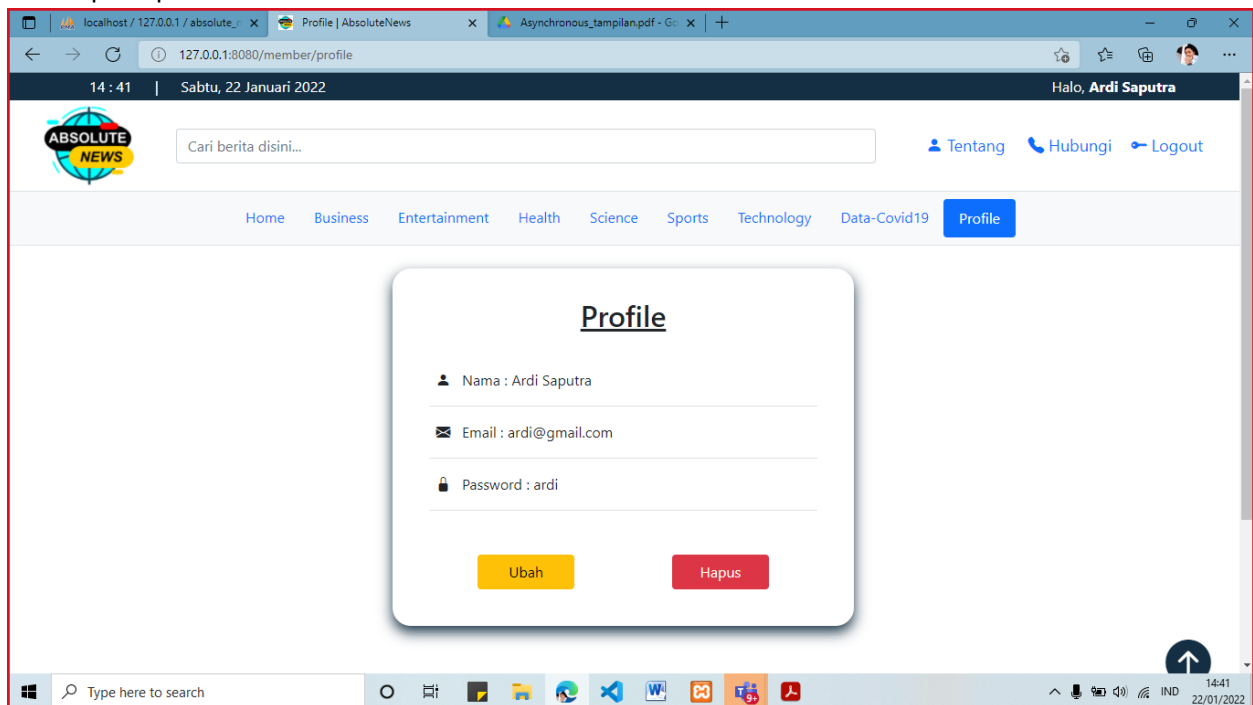 localhost / 127.0.0.1 / absolute_n
Profile | AbsoluteNews
Asynchronous_tampilan.pdf - Go
127.0.0.1:8080/member/profile
14 : 41 | Sabtu, 22 Januari 2022
Halo, Ardi Saputra
ABSOLUTE
NEWS
Cari berita disini...
Tentang Hubungi Logout
Home Business Entertainment Health Science Sports Technology Data-Covid19 Profile
Profile
Nama : Ardi Saputra
Email : ardi@gmail.com
Password : ardi
Ubah Hapus
Type here to search
9+
IND
14:41
22/01/2022